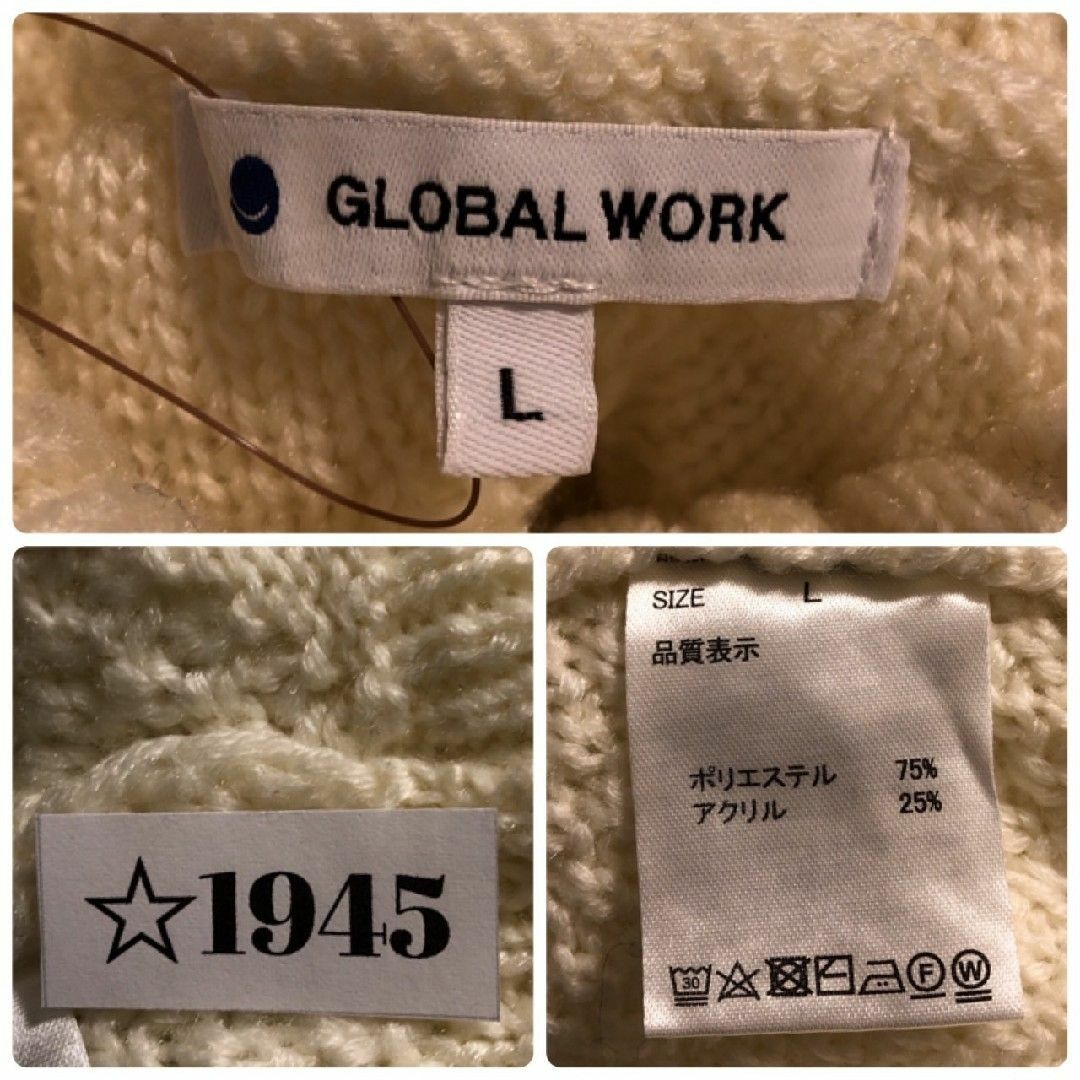 GLOBAL WORK
L
☆1945
SIZE L
品質表示
ポリエステル 75%
アクリル 25%
30
F W